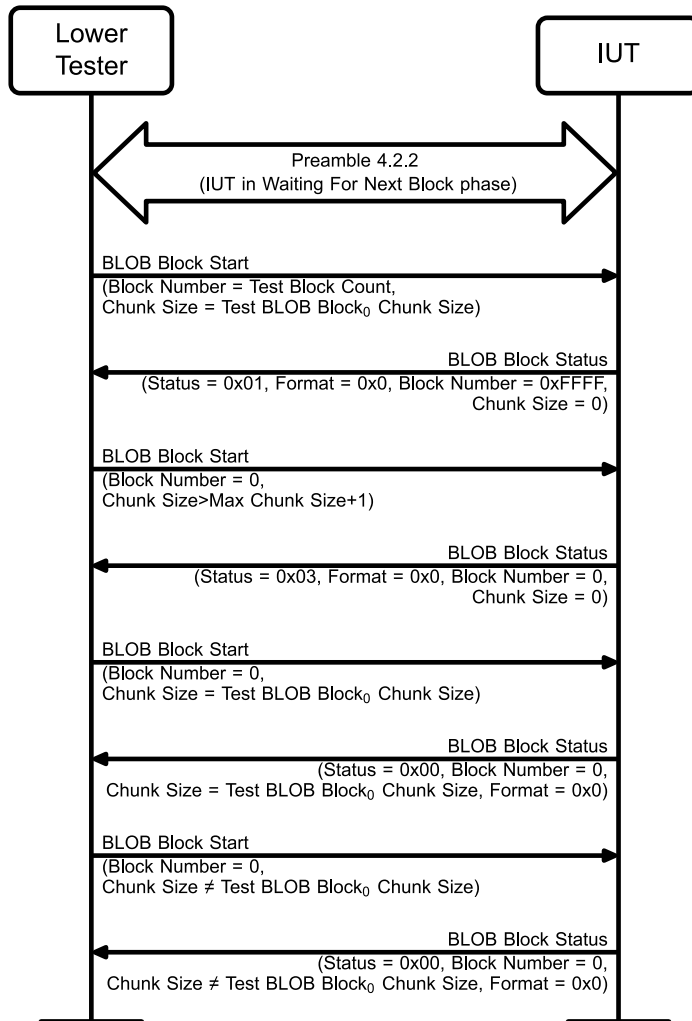 Lower
Tester
IUT
Preamble 4.2.2
(IUT in Waiting For Next Block phase)
BLOB Block Start
(Block Number = Test Block Count,
Chunk Size = Test BLOB Block₀ Chunk Size)
BLOB Block Status
(Status = 0x01, Format = 0x0, Block Number = 0xFFFF,
Chunk Size = 0)
BLOB Block Start
(Block Number = 0,
Chunk Size>Max Chunk Size+1)
BLOB Block Status
(Status = 0x03, Format = 0x0, Block Number = 0,
Chunk Size = 0)
BLOB Block Start
(Block Number = 0,
Chunk Size = Test BLOB Block₀ Chunk Size)
BLOB Block Status
(Status = 0x00, Block Number = 0,
Chunk Size = Test BLOB Block₀ Chunk Size, Format = 0x0)
BLOB Block Start
(Block Number = 0,
Chunk Size ≠ Test BLOB Block₀ Chunk Size)
BLOB Block Status
(Status = 0x00, Block Number = 0,
Chunk Size ≠ Test BLOB Block₀ Chunk Size, Format = 0x0)